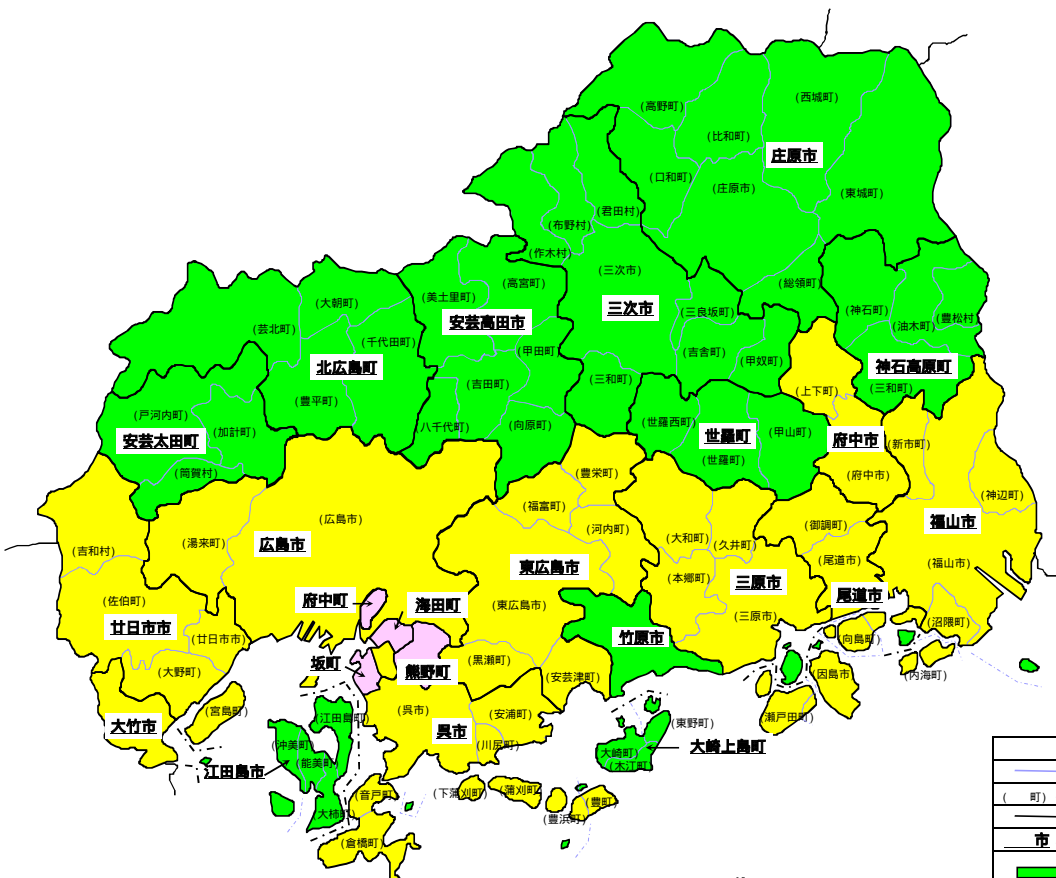 (西城町)
(高野町)
(比和町)
庄原市
(口和町)
(庄原市)
(東城町)
(君田村)
(布野村)
(作木村)
(三次市)
(高宮町)
(総領町)
(美土里町)
(大朝町)
三次市
(三良坂町)
(神石町)
(豊松村)
(油木町)
安芸高田市
(芸北町)
(千代田町)
(甲田町)
(吉舎町)
(甲奴町)
北広島町
神石高原町
(吉田町)
(三和町)
(上下町)
(三和町)
(豊平町)
(戸河内町)
(加計町)
安芸太田町
(八千代町)
(向原町)
(世羅西町)
世羅町
(甲山町)
府中市
(新市町)
(世羅町)
(筒賀村)
(豊栄町)
(府中市)
(神辺町)
(福富町)
(広島市)
(河内町)
(御調町)
福山市
(湯来町)
広島市
(大和町)
(久井町)
(吉和村)
(尾道市)
(福山市)
東広島市
(本郷町)
三原市
尾道市
(佐伯町)
府中町
海田町
(東広島市)
(三原市)
(沼隈町)
廿日市市
(廿日市市)
竹原市
(向島町)
坂町
熊野町
(黒瀬町)
(大野町)
(安芸津町)
(因島市)
(内海町)
(宮島町)
(呉市)
(安浦町)
(瀬戸田町)
大竹市
(江田島町)
呉市
(東野町)
(沖美町)
(川尻町)
(大崎町)
大崎上島町
(能美町)
(木江町)
江田島市
(音戸町)
(下蒲刈町)
(蒲刈町)
(豊町)
(大柿町)
(豊浜町)
(倉橋町)
( 町)
市